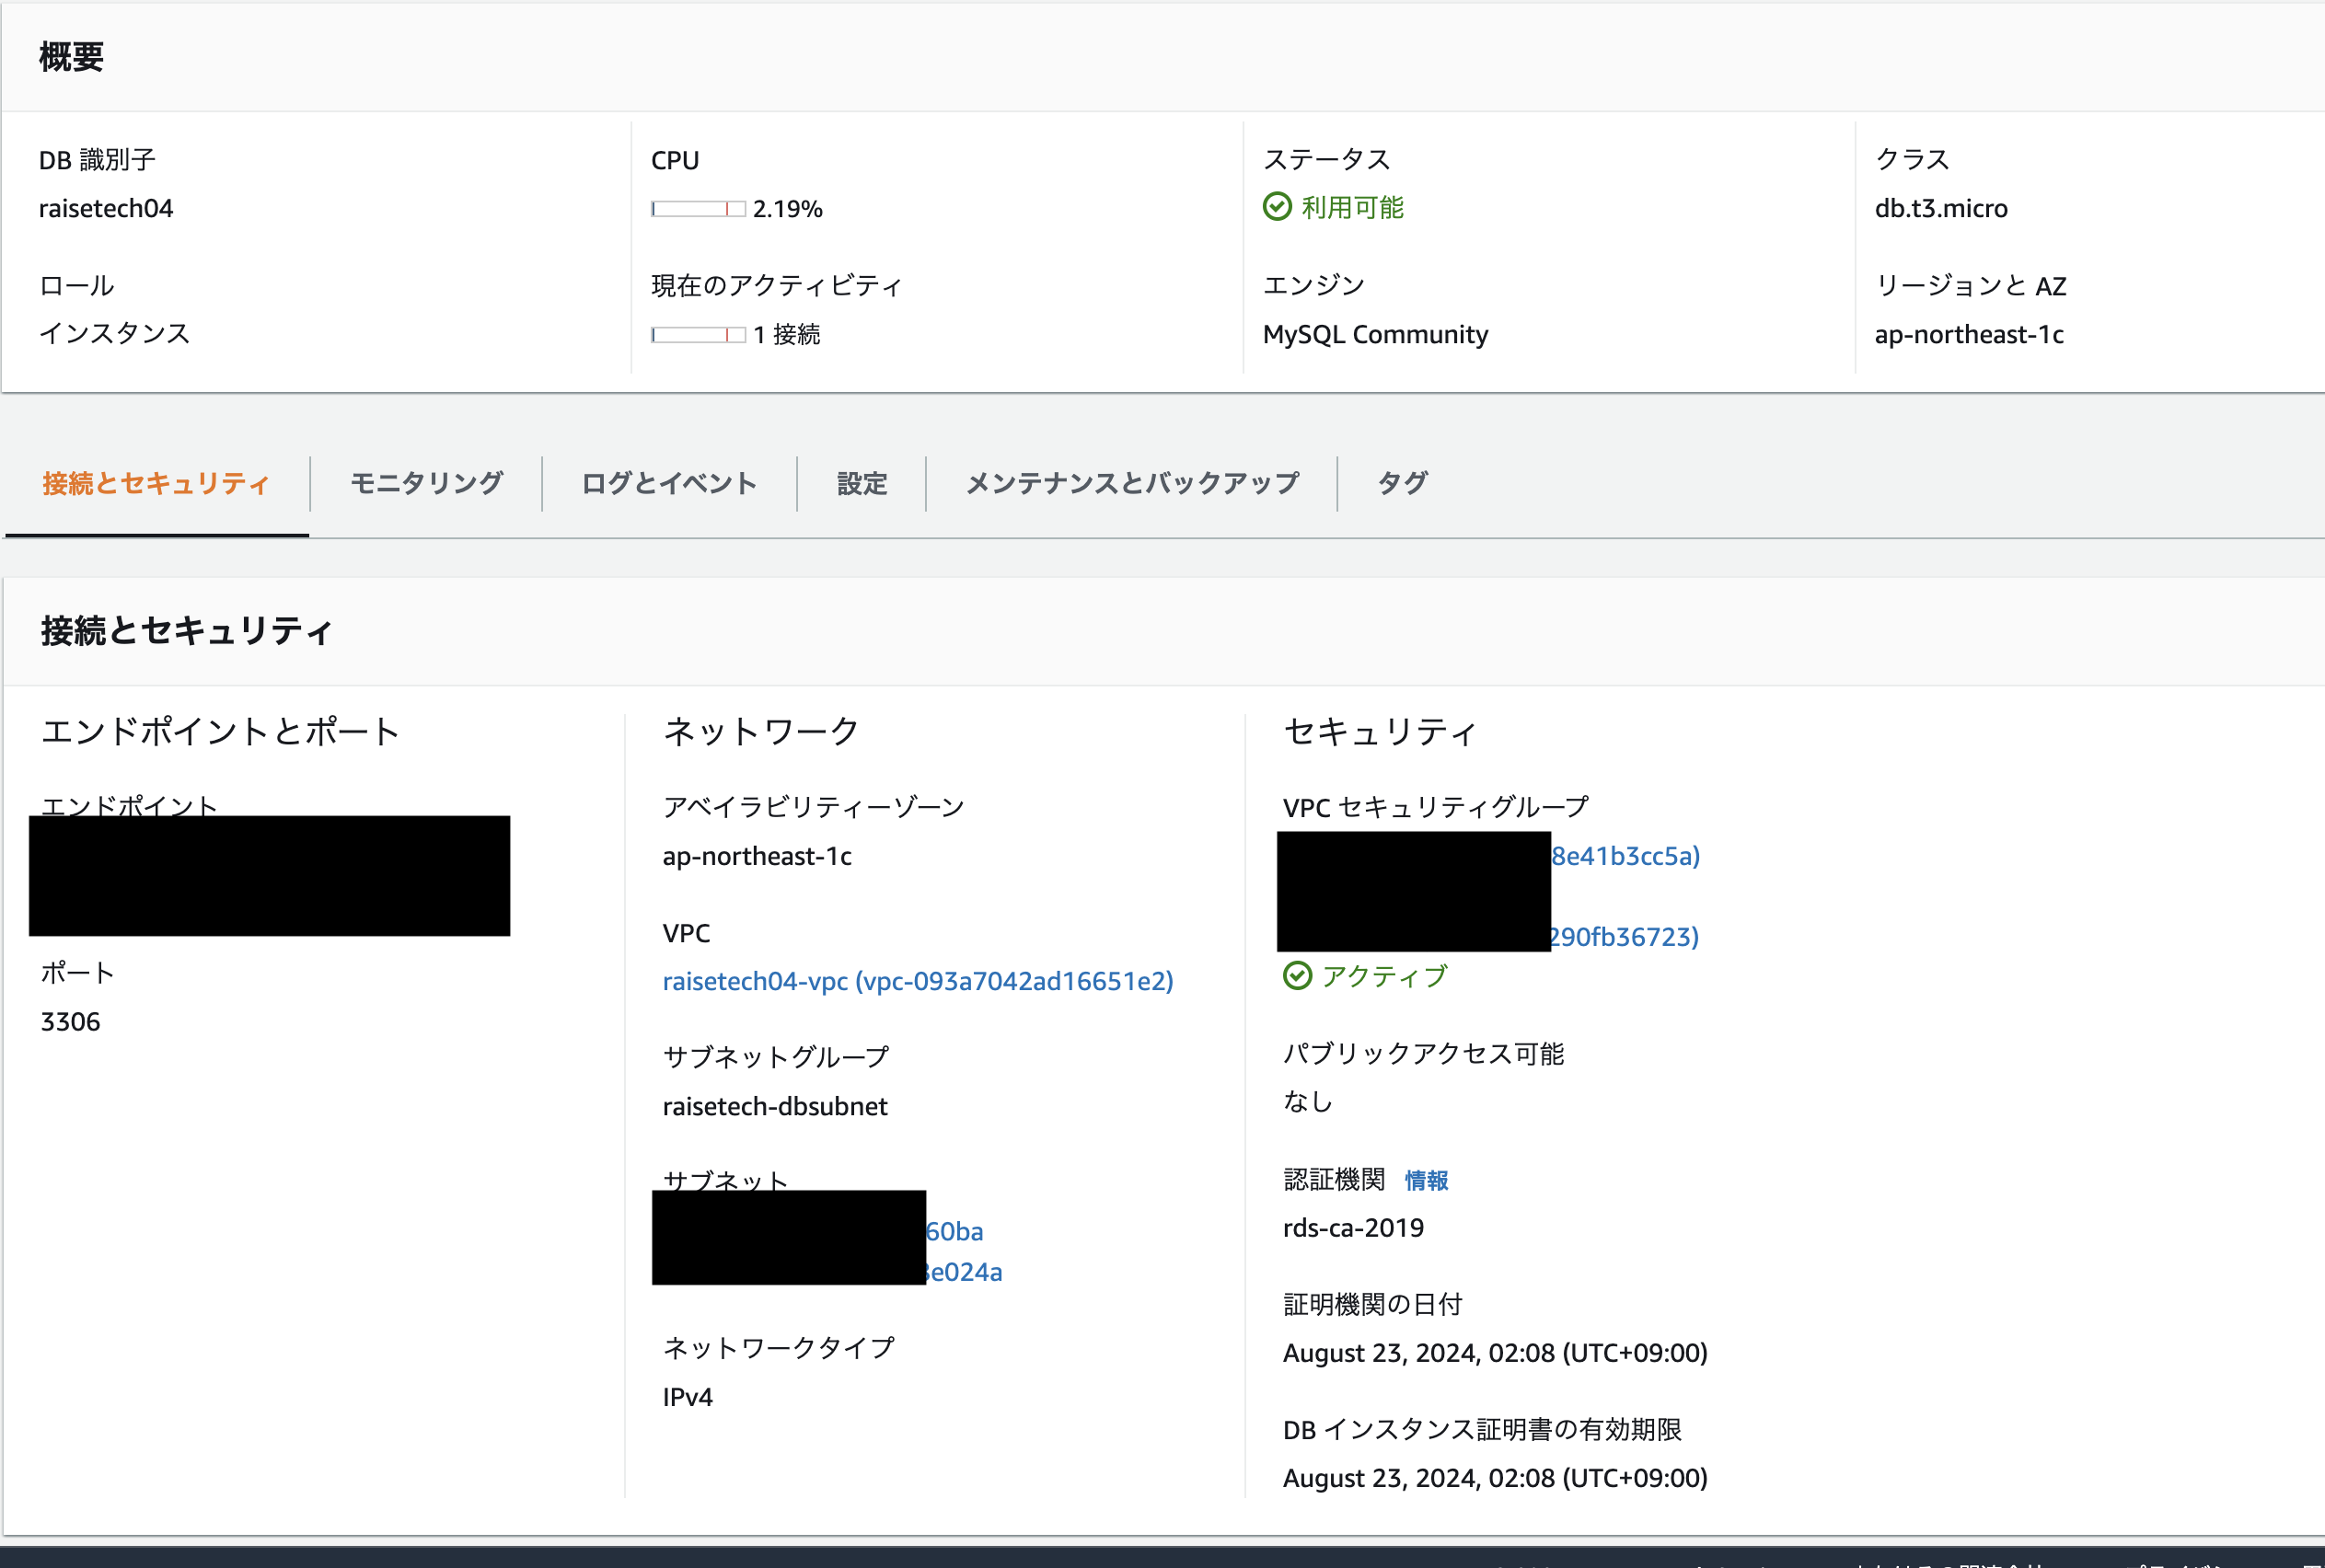 概要
DB 識別子
raisetech04
ロール
インスタンス
CPU
2.19%
現在のアクティビティ
1 接続
ステータス
利用可能
エンジン
MySQL Community
クラス
db.t3.micro
リージョンと AZ
ap-northeast-1c
接続とセキュリティ
モニタリング
ログとイベント
設定
メンテナンスとバックアップ
タグ
接続とセキュリティ
エンドポイントとポート
エンドポイント
ポート
3306
ネットワーク
アベイラビリティーゾーン
ap-northeast-1c
VPC
raisetech04-vpc (vpc-093a7042ad16651e2)
サブネットグループ
raisetech-dbsubnet
サブネット
60ba
e024a
ネットワークタイプ
IPv4
セキュリティ
VPC セキュリティグループ
8e41b3cc5a)
290fb36723)
アクティブ
パブリックアクセス可能
なし
認証機関 情報
rds-ca-2019
証明機関の日付
August 23, 2024, 02:08 (UTC+09:00)
DB インスタンス証明書の有効期限
August 23, 2024, 02:08 (UTC+09:00)